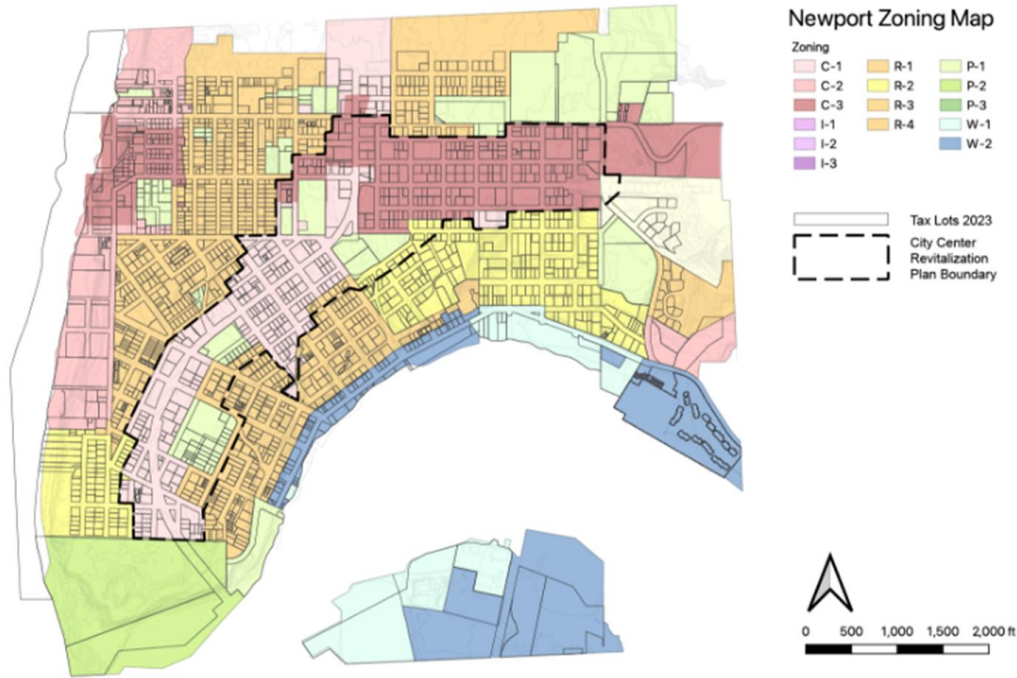 Newport Zoning Map
Zoning
C-1 R-1 P-1
C-2 R-2 P-2
C-3 R-3 P-3
I-1 R-4 W-1
I-2 W-2
I-3
Tax Lots 2023
City Center
Revitalization
Plan Boundary
0 500 1,000 1,500 2,000 ft